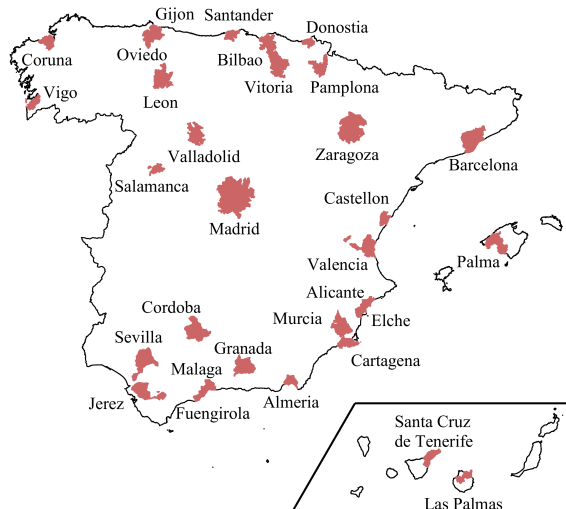 Gijon
Santander
Donostia
Coruna
Oviedo
Bilbao
Vigo
Leon
Vitoria
Pamplona
Valladolid
Zaragoza
Barcelona
Salamanca
Castellon
Madrid
Valencia
Palma
Alicante
Cordoba
Murcia
Elche
Sevilla
Granada
Cartagena
Malaga
Jerez
Fuengirola
Almeria
Santa Cruz
de Tenerife
Las Palmas